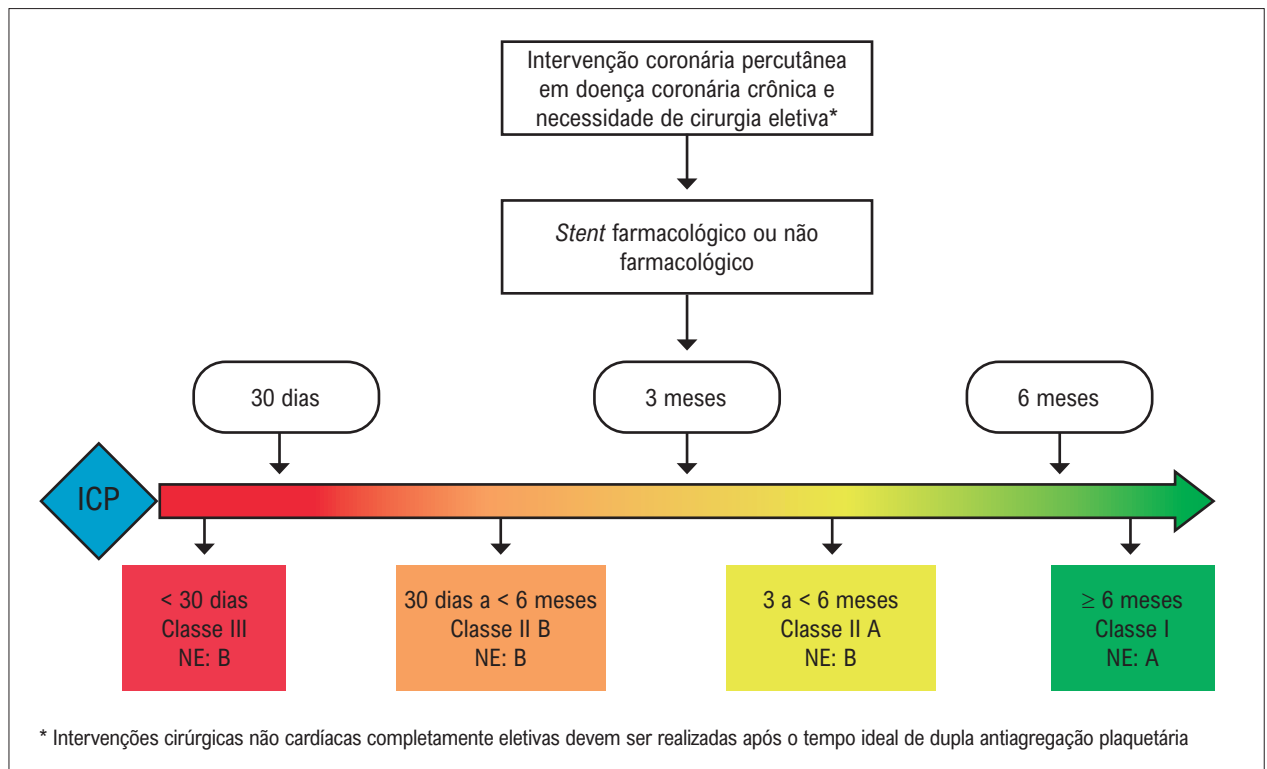 Intervenção coronária percutânea
em doença coronária crônica e
necessidade de cirurgia eletiva*
Stent farmacológico ou não
farmacológico
30 dias
3 meses
6 meses
ICP
< 30 dias
Classe III
NE: B
30 dias a < 6 meses
Classe II B
NE: B
3 a < 6 meses
Classe II A
NE: B
≥ 6 meses
Classe I
NE: A
* Intervenções cirúrgicas não cardíacas completamente eletivas devem ser realizadas após o tempo ideal de dupla antiagregação plaquetária